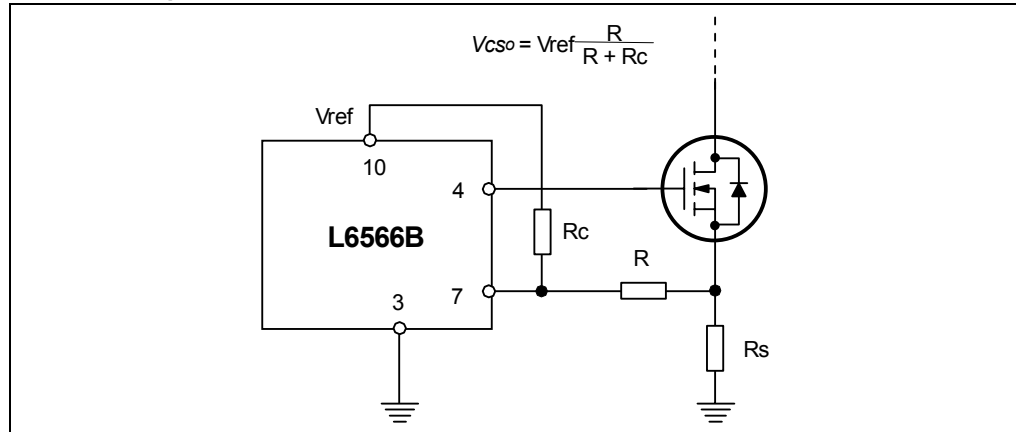 Vcso = Vref R / R + Rc
Vref
10
4
L6566B
Rc
R
7
3
Rs